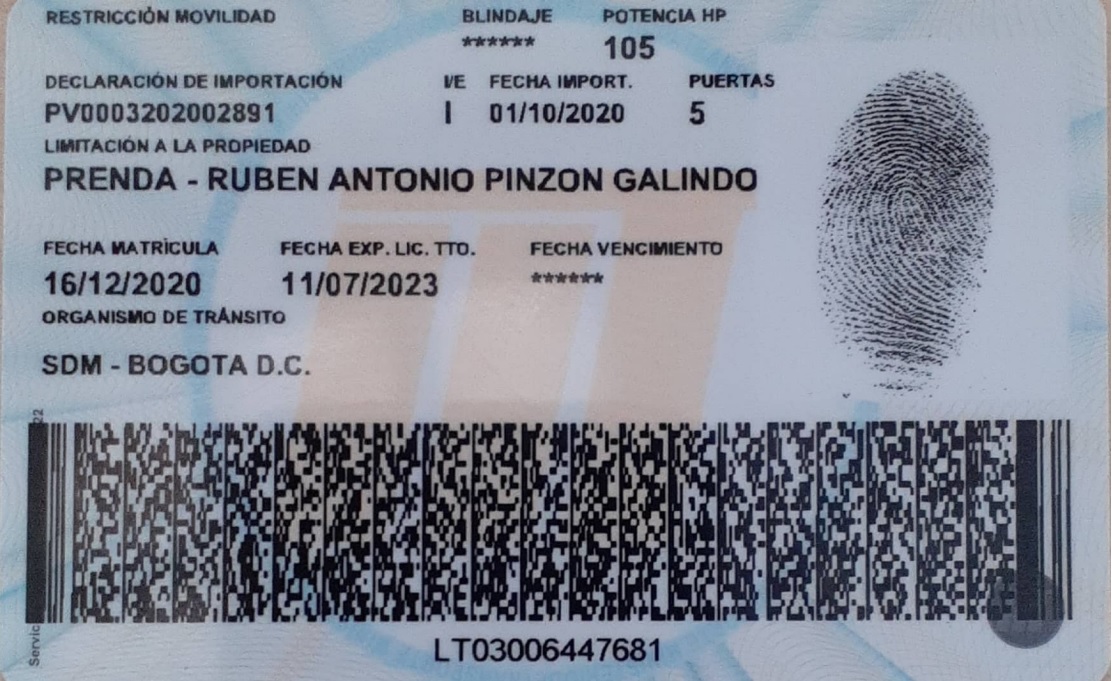 RESTRICCIÓN MOVILIDAD BLINDAJE POTENCIA HP
****** 105
DECLARACIÓN DE IMPORTACIÓN I/E FECHA IMPORT. PUERTAS
PV0003202002891 I 01/10/2020 5
LIMITACIÓN A LA PROPIEDAD
PRENDA - RUBEN ANTONIO PINZON GALINDO
FECHA MATRÌCULA FECHA EXP. LIC. TTO. FECHA VENCIMIENTO
16/12/2020 11/07/2023 ******
ORGANISMO DE TRÁNSITO
SDM - BOGOTA D.C.
LT03006447681